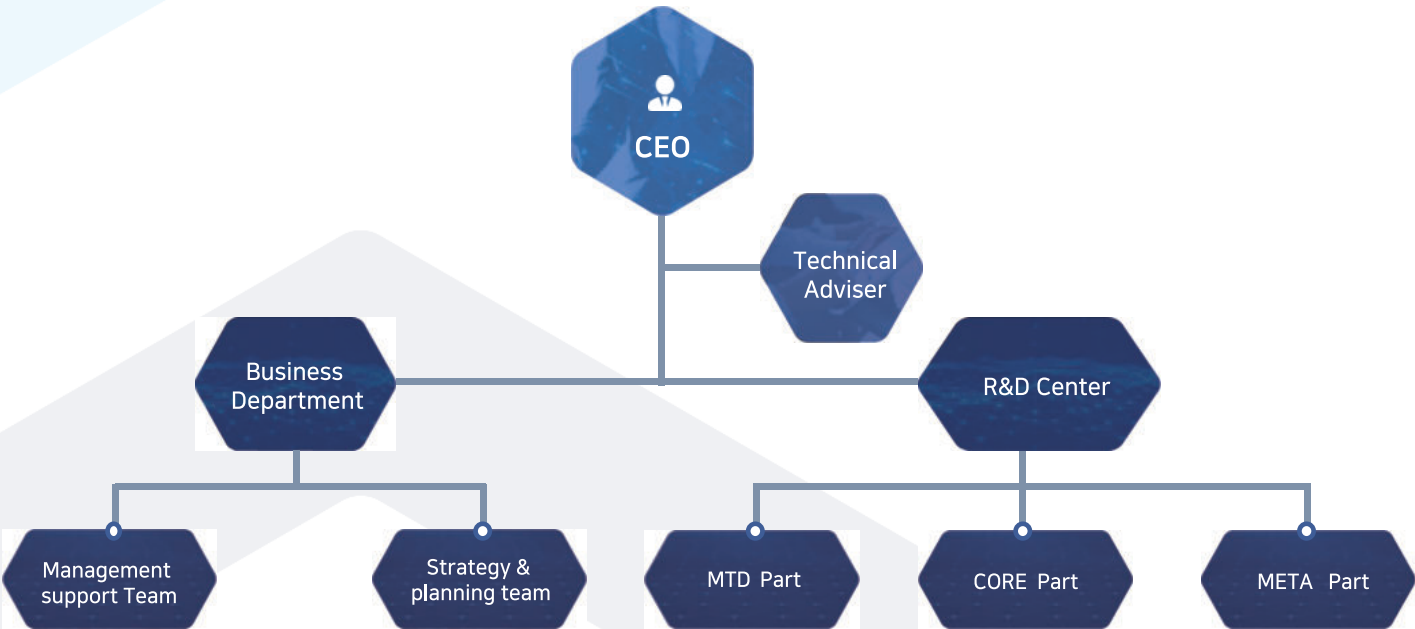 CEO
Technical
Adviser
Business
Department
R&D Center
Management
support Team
Strategy &
planning team
MTD Part
CORE Part
META Part